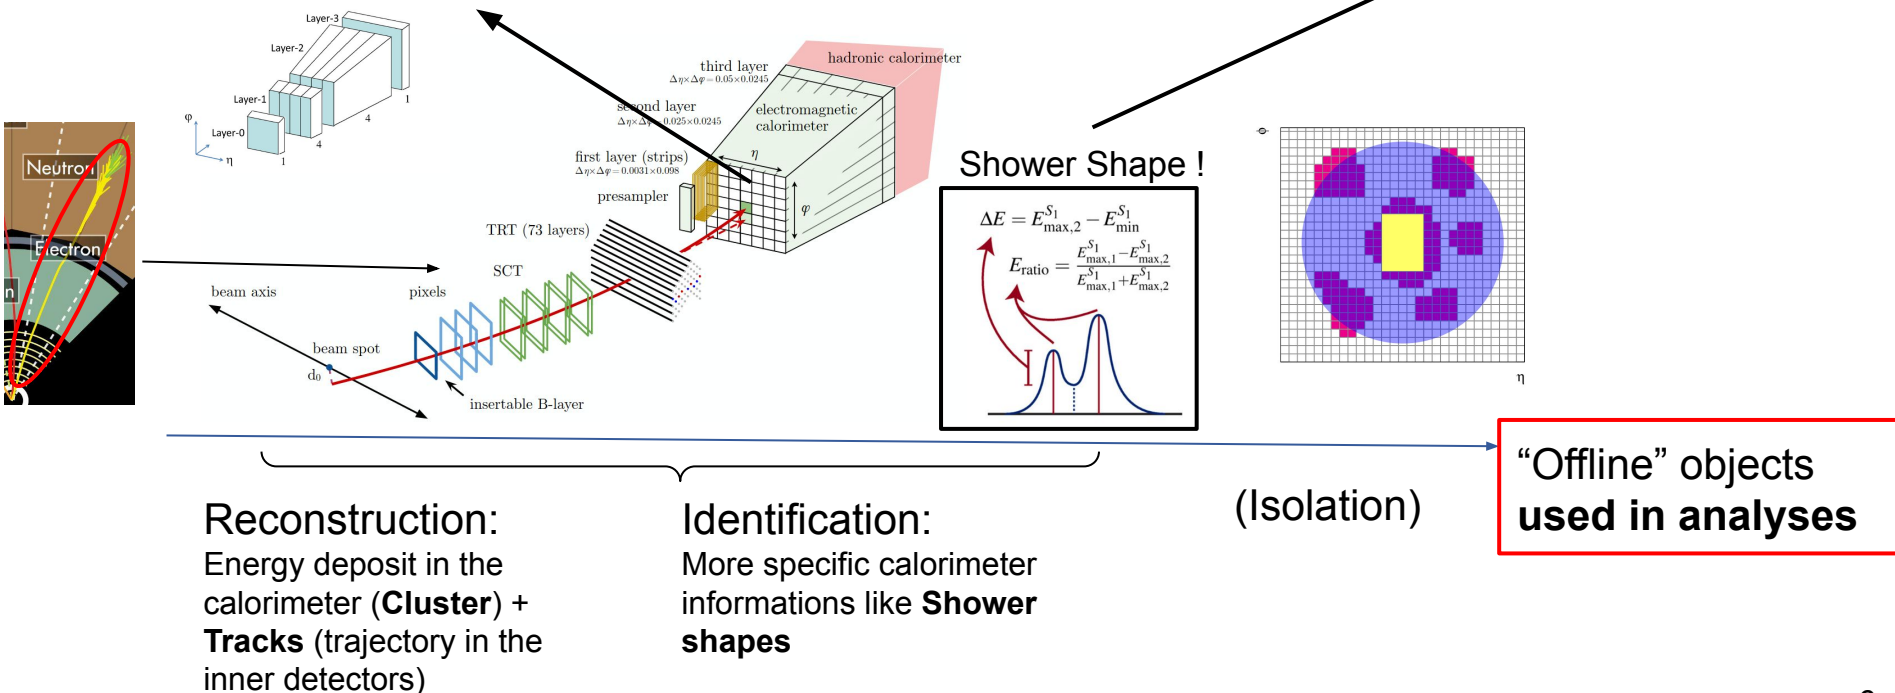 Layer-3
Layer-2
Layer-1
Layer-0
φ
η
1
4
4
1
Neutron
Electron
n
third layer
Δη×Δφ = 0.05×0.0245
hadronic calorimeter
second layer
Δη×Δφ = 0.025×0.0245
electromagnetic
calorimeter
first layer (strips)
Δη×Δφ = 0.0031×0.098
presampler
η
φ
TRT (73 layers)
SCT
pixels
beam axis
beam spot
d₀
insertable B-layer
Shower Shape !
ΔE = E^{S₁}_{max,2} − E^{S₁}_{min}
E_{ratio} = (E^{S₁}_{max,1} − E^{S₁}_{max,2}) / (E^{S₁}_{max,1} + E^{S₁}_{max,2})
φ
η
Reconstruction:
Energy deposit in the
calorimeter (Cluster) +
Tracks (trajectory in the
inner detectors)
Identification:
More specific calorimeter
informations like Shower
shapes
(Isolation)
“Offline” objects
used in analyses